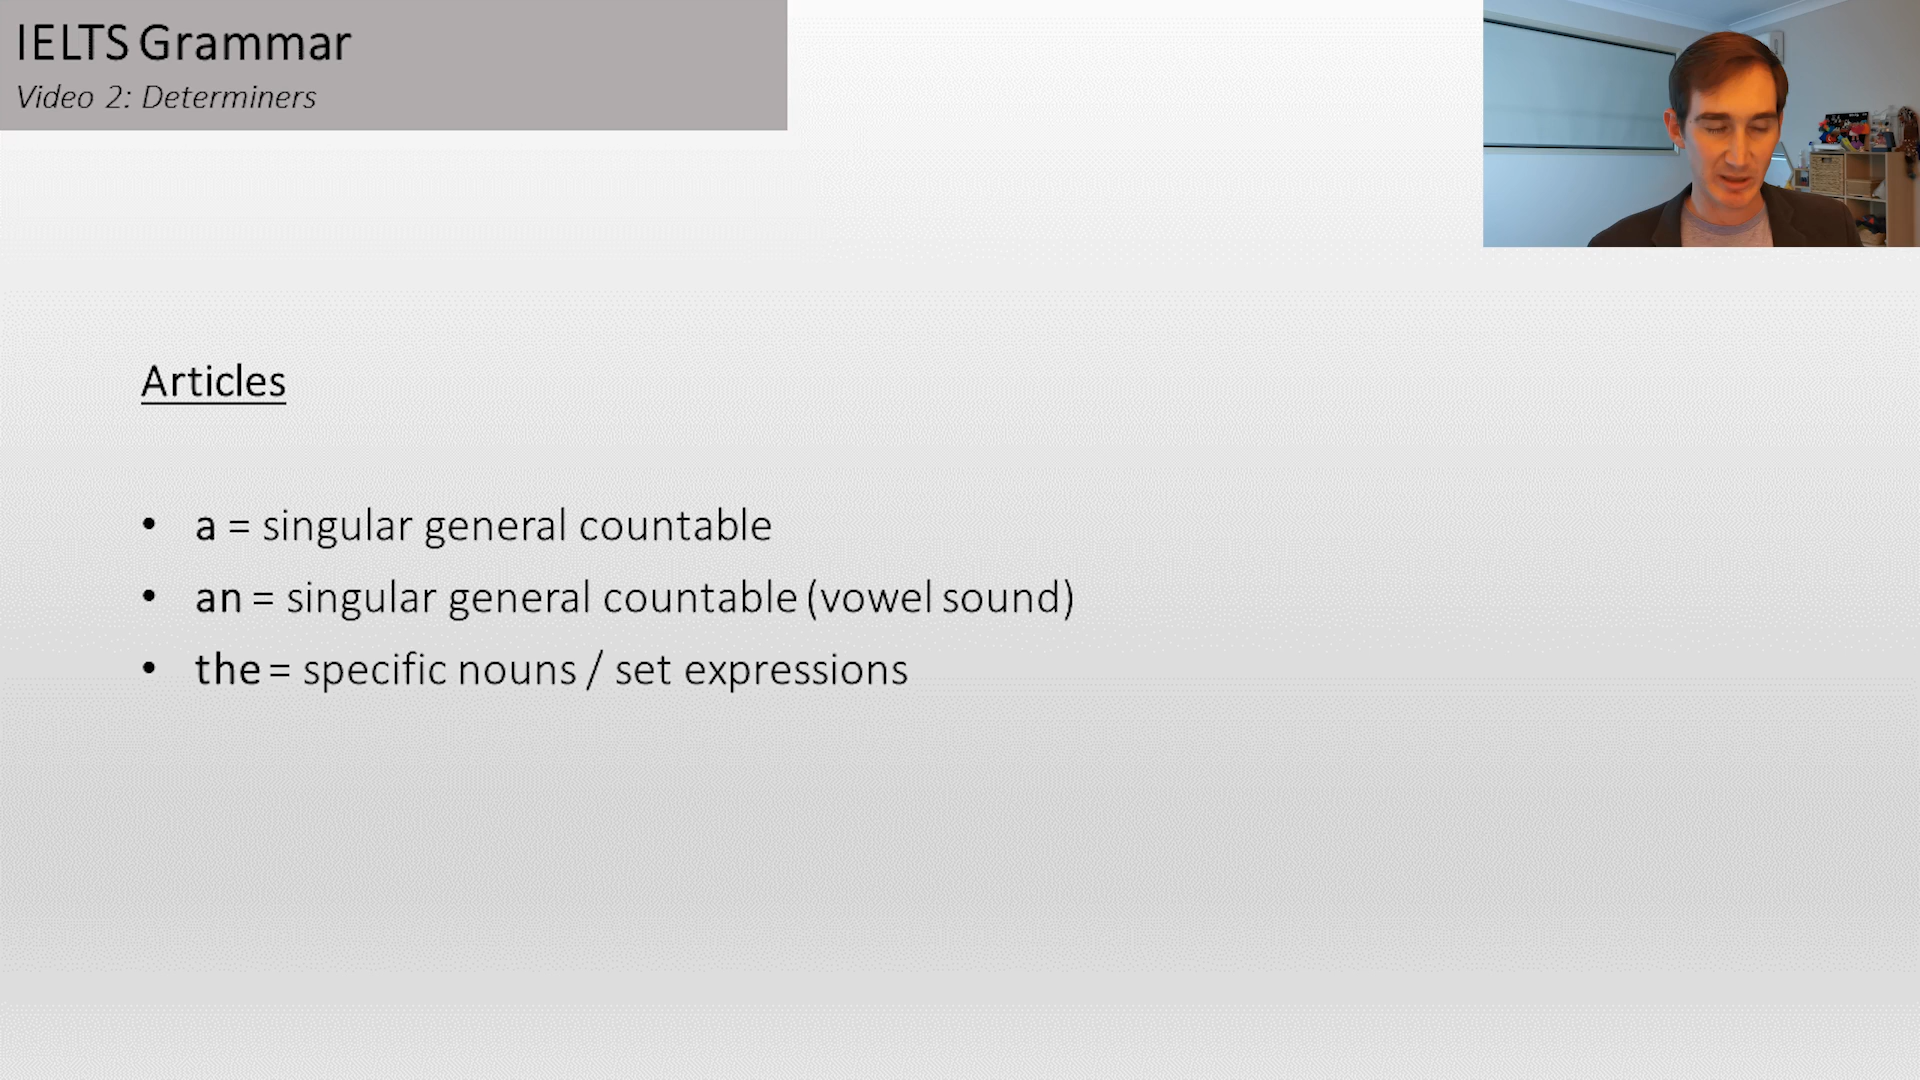 IELTS Grammar
Video 2: Determiners
Articles
• a = singular general countable
• an = singular general countable (vowel sound)
• the = specific nouns / set expressions